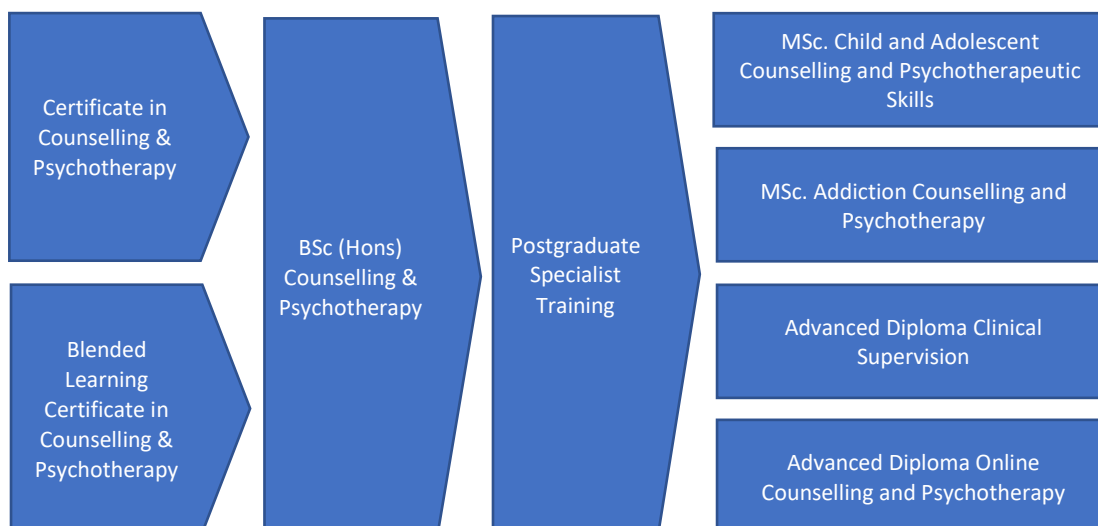 Certificate in
Counselling &
Psychotherapy
Blended
Learning
Certificate in
Counselling &
Psychotherapy
BSc (Hons)
Counselling &
Psychotherapy
Postgraduate
Specialist
Training
MSc. Child and Adolescent
Counselling and Psychotherapeutic
Skills
MSc. Addiction Counselling and
Psychotherapy
Advanced Diploma Clinical
Supervision
Advanced Diploma Online
Counselling and Psychotherapy